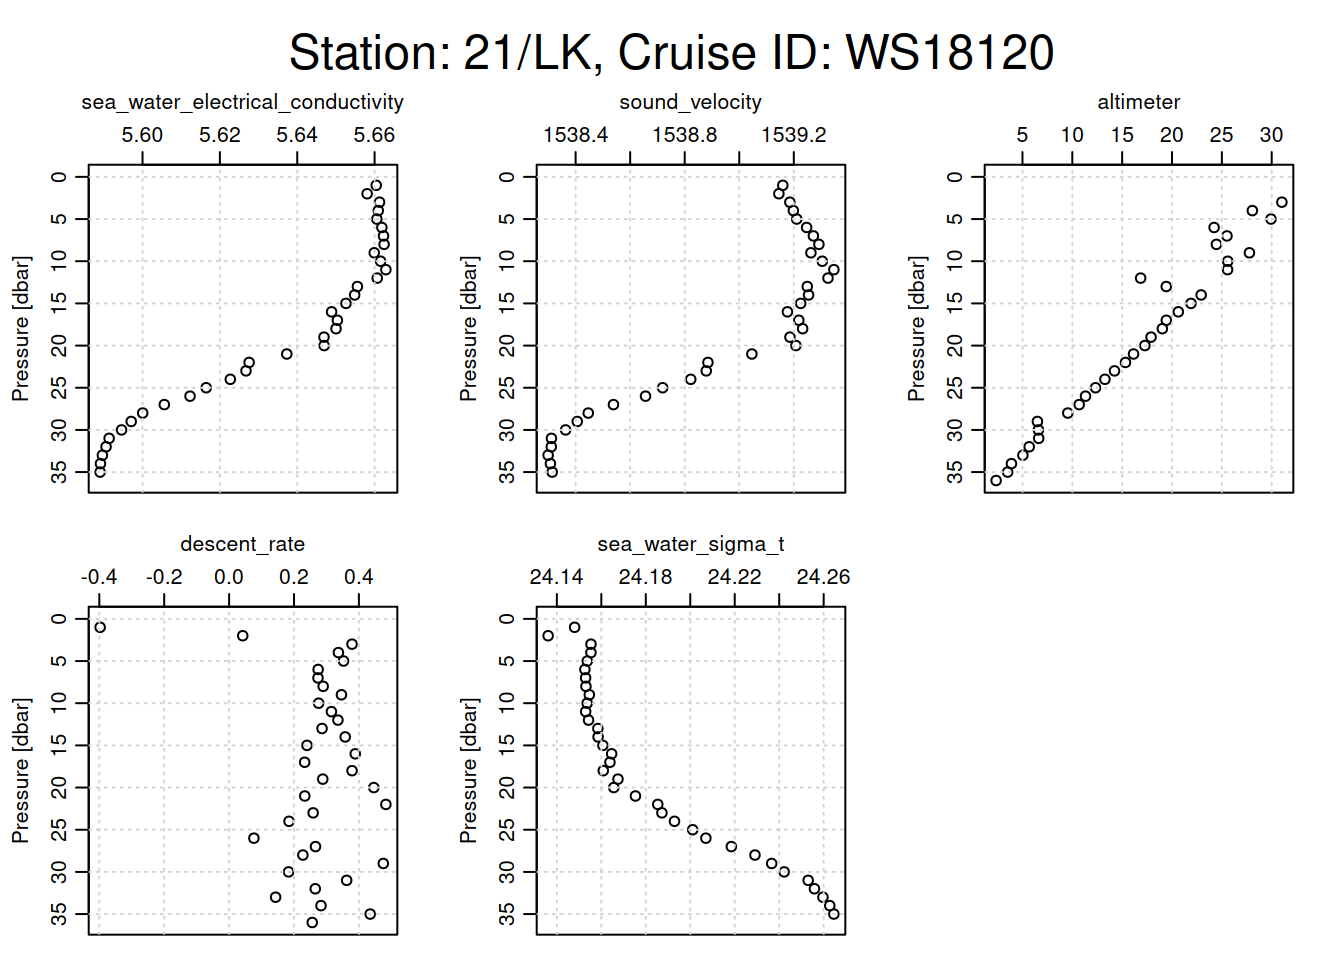 Station: 21/LK, Cruise ID: WS18120
sea_water_electrical_conductivity
5.60 5.62 5.64 5.66
0
5
10
15
20
25
30
35
Pressure [dbar]
sound_velocity
1538.4 1538.8 1539.2
0
5
10
15
20
25
30
35
Pressure [dbar]
altimeter
5 10 15 20 25 30
0
5
10
15
20
25
30
35
Pressure [dbar]
descent_rate
-0.4 -0.2 0.0 0.2 0.4
0
5
10
15
20
25
30
35
Pressure [dbar]
sea_water_sigma_t
24.14 24.18 24.22 24.26
0
5
10
15
20
25
30
35
Pressure [dbar]